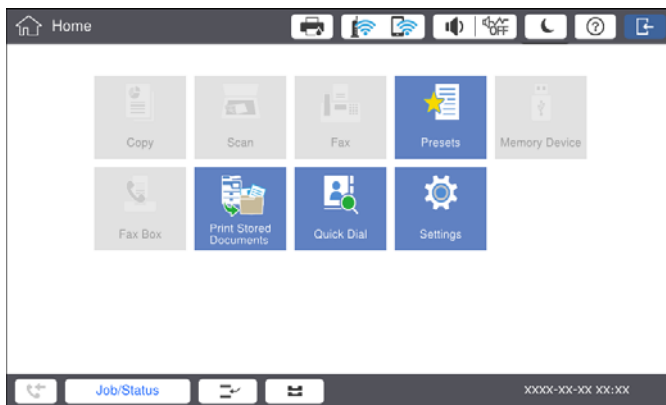 Home
OFF
?
Copy
Scan
Fax
Presets
Memory Device
Fax Box
Print Stored
Documents
Quick Dial
Settings
Job/Status
XXXX-XX-XX XX:XX